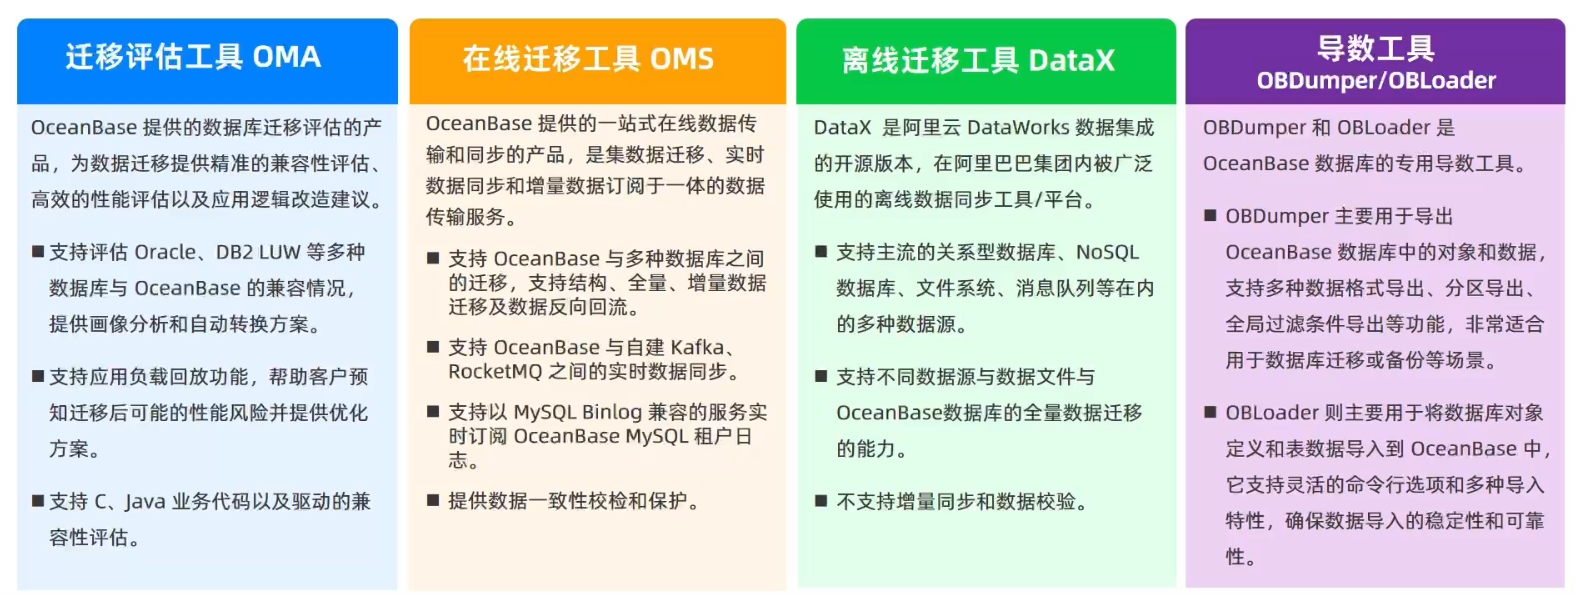 迁移评估工具 OMA
OceanBase 提供的数据库迁移评估的产
品，为数据迁移提供精准的兼容性评估、
高效的性能评估以及应用逻辑改造建议。
■支持评估 Oracle、DB2 LUW 等多种
数据库与 OceanBase 的兼容情况，
提供画像分析和自动转换方案。
■支持应用负载回放功能，帮助客户预
知迁移后可能的性能风险并提供优化
方案。
■支持 C、Java 业务代码以及驱动的兼
容性评估。
在线迁移工具 OMS
OceanBase 提供的一站式在线数据传
输和同步的产品，是集数据迁移、实时
数据同步和增量数据订阅于一体的数据
传输服务。
■ 支持 OceanBase 与多种数据库之间
的迁移，支持结构、全量、增量数据
迁移及数据反向回流。
■ 支持 OceanBase 与自建 Kafka、
RocketMQ 之间的实时数据同步。
■ 支持以 MySQL Binlog 兼容的服务实
时订阅 OceanBase MySQL 租户日
志。
■ 提供数据一致性校检和保护。
离线迁移工具 DataX
DataX 是阿里云 DataWorks 数据集成
的开源版本，在阿里巴巴集团内被广泛
使用的离线数据同步工具/平台。
■ 支持主流的关系型数据库、NoSQL
数据库、文件系统、消息队列等在内
的多种数据源。
■ 支持不同数据源与数据文件与
OceanBase数据库的全量数据迁移
的能力。
■ 不支持增量同步和数据校验。
导数工具
OBDumper/OBLoader
OBDumper 和 OBLoader 是
OceanBase 数据库的专用导数工具。
■ OBDumper 主要用于导出
OceanBase 数据库中的对象和数据，
支持多种数据格式导出、分区导出、
全局过滤条件导出等功能，非常适合
用于数据库迁移或备份等场景。
■ OBLoader 则主要用于将数据库对象
定义和表数据导入到 OceanBase 中，
它支持灵活的命令行选项和多种导入
特性，确保数据导入的稳定性和可靠
性。